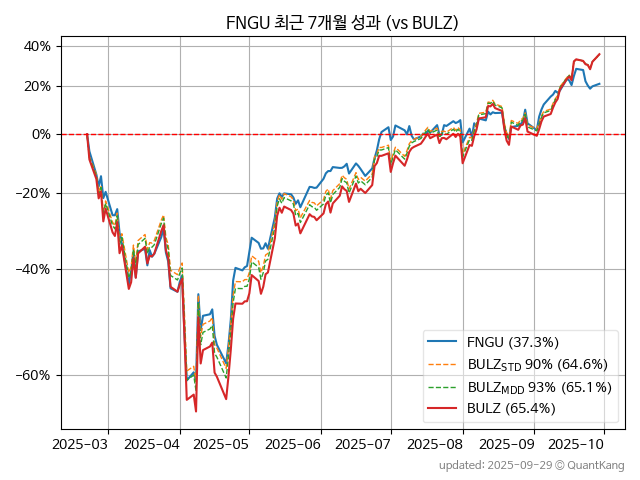 FNGU 최근 7개월 성과 (vs BULZ)
40%
20%
0%
−20%
−40%
−60%
FNGU (37.3%)
BULZSTD 90% (64.6%)
BULZMDD 93% (65.1%)
BULZ (65.4%)
2025-03 2025-04 2025-05 2025-06 2025-07 2025-08 2025-09 2025-10
updated: 2025-09-29 © QuantKang